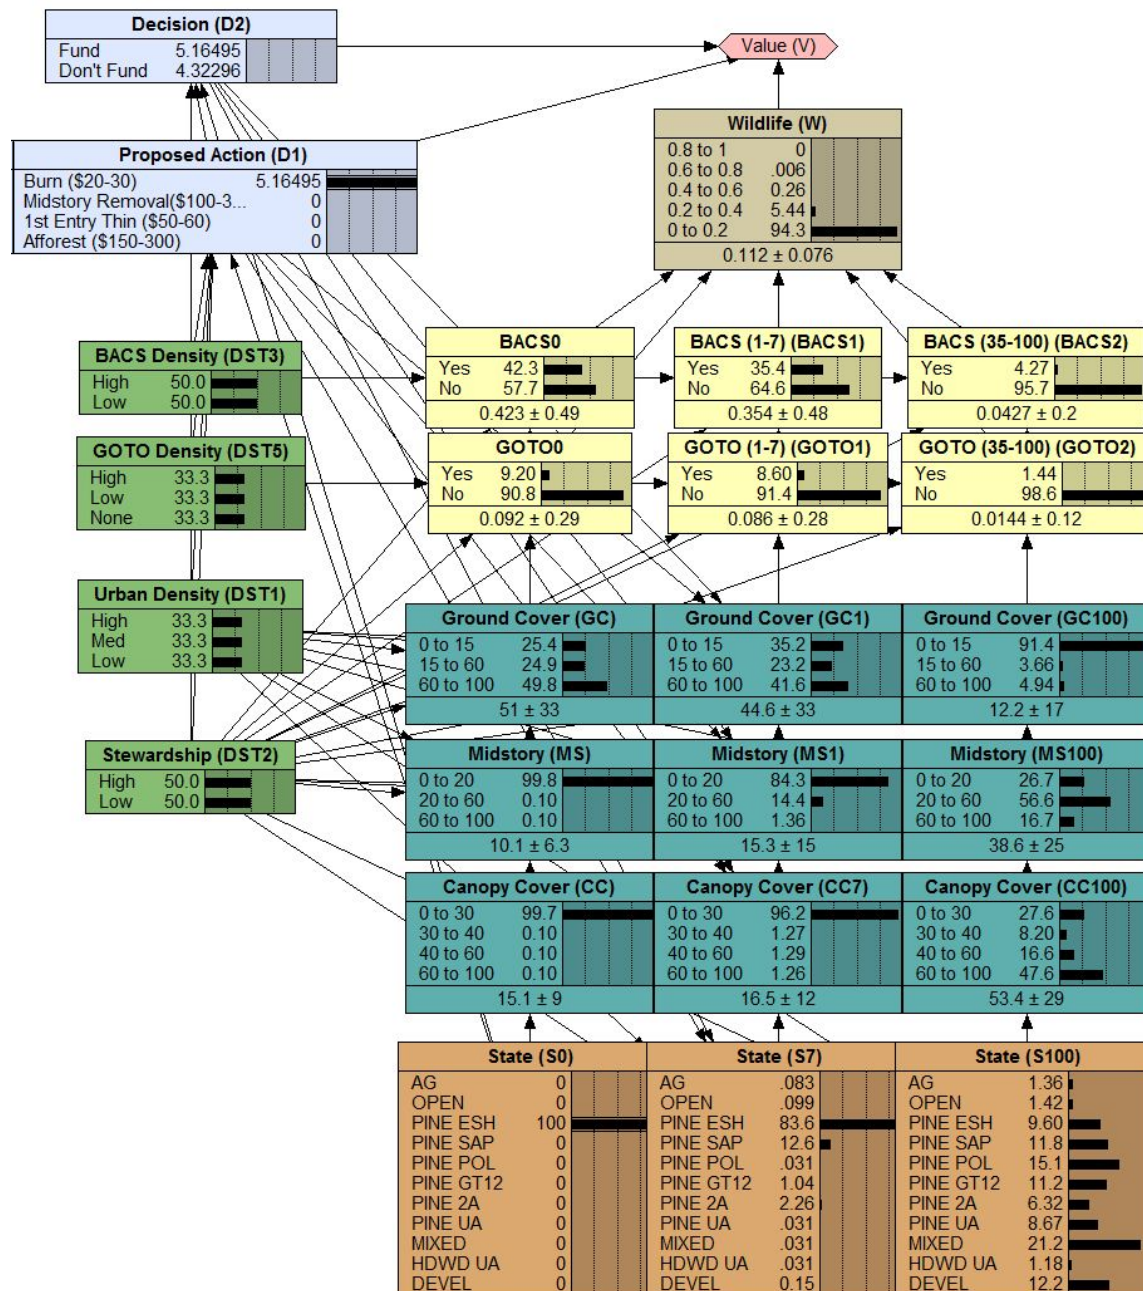 Decision (D2)
Fund 5.16495
Don't Fund 4.32296
Value (V)
Wildlife (W)
0.8 to 1 0
0.6 to 0.8 .006
0.4 to 0.6 0.26
0.2 to 0.4 5.44
0 to 0.2 94.3
0.112 ± 0.076
Proposed Action (D1)
Burn ($20-30) 5.16495
Midstory Removal($100-3... 0
1st Entry Thin ($50-60) 0
Afforest ($150-300) 0
BACS Density (DST3)
High 50.0
Low 50.0
BACS0
Yes 42.3
No 57.7
0.423 ± 0.49
BACS (1-7) (BACS1)
Yes 35.4
No 64.6
0.354 ± 0.48
BACS (35-100) (BACS2)
Yes 4.27
No 95.7
0.0427 ± 0.2
GOTO Density (DST5)
High 33.3
Low 33.3
None 33.3
GOTO0
Yes 9.20
No 90.8
0.092 ± 0.29
GOTO (1-7) (GOTO1)
Yes 8.60
No 91.4
0.086 ± 0.28
GOTO (35-100) (GOTO2)
Yes 1.44
No 98.6
0.0144 ± 0.12
Urban Density (DST1)
High 33.3
Med 33.3
Low 33.3
Ground Cover (GC)
0 to 15 25.4
15 to 60 24.9
60 to 100 49.8
51 ± 33
Ground Cover (GC1)
0 to 15 35.2
15 to 60 23.2
60 to 100 41.6
44.6 ± 33
Ground Cover (GC100)
0 to 15 91.4
15 to 60 3.66
60 to 100 4.94
12.2 ± 17
Stewardship (DST2)
High 50.0
Low 50.0
Midstory (MS)
0 to 20 99.8
20 to 60 0.10
60 to 100 0.10
10.1 ± 6.3
Midstory (MS1)
0 to 20 84.3
20 to 60 14.4
60 to 100 1.36
15.3 ± 15
Midstory (MS100)
0 to 20 26.7
20 to 60 56.6
60 to 100 16.7
38.6 ± 25
Canopy Cover (CC)
0 to 30 99.7
30 to 40 0.10
40 to 60 0.10
60 to 100 0.10
15.1 ± 9
Canopy Cover (CC7)
0 to 30 96.2
30 to 40 1.27
40 to 60 1.29
60 to 100 1.26
16.5 ± 12
Canopy Cover (CC100)
0 to 30 27.6
30 to 40 8.20
40 to 60 16.6
60 to 100 47.6
53.4 ± 29
State (S0)
AG 0
OPEN 0
PINE ESH 100
PINE SAP 0
PINE POL 0
PINE GT12 0
PINE 2A 0
PINE UA 0
MIXED 0
HDWD UA 0
DEVEL 0
State (S7)
AG .083
OPEN .099
PINE ESH 83.6
PINE SAP 12.6
PINE POL .031
PINE GT12 1.04
PINE 2A 2.26
PINE UA .031
MIXED .031
HDWD UA .031
DEVEL 0.15
State (S100)
AG 1.36
OPEN 1.42
PINE ESH 9.60
PINE SAP 11.8
PINE POL 15.1
PINE GT12 11.2
PINE 2A 6.32
PINE UA 8.67
MIXED 21.2
HDWD UA 1.18
DEVEL 12.2